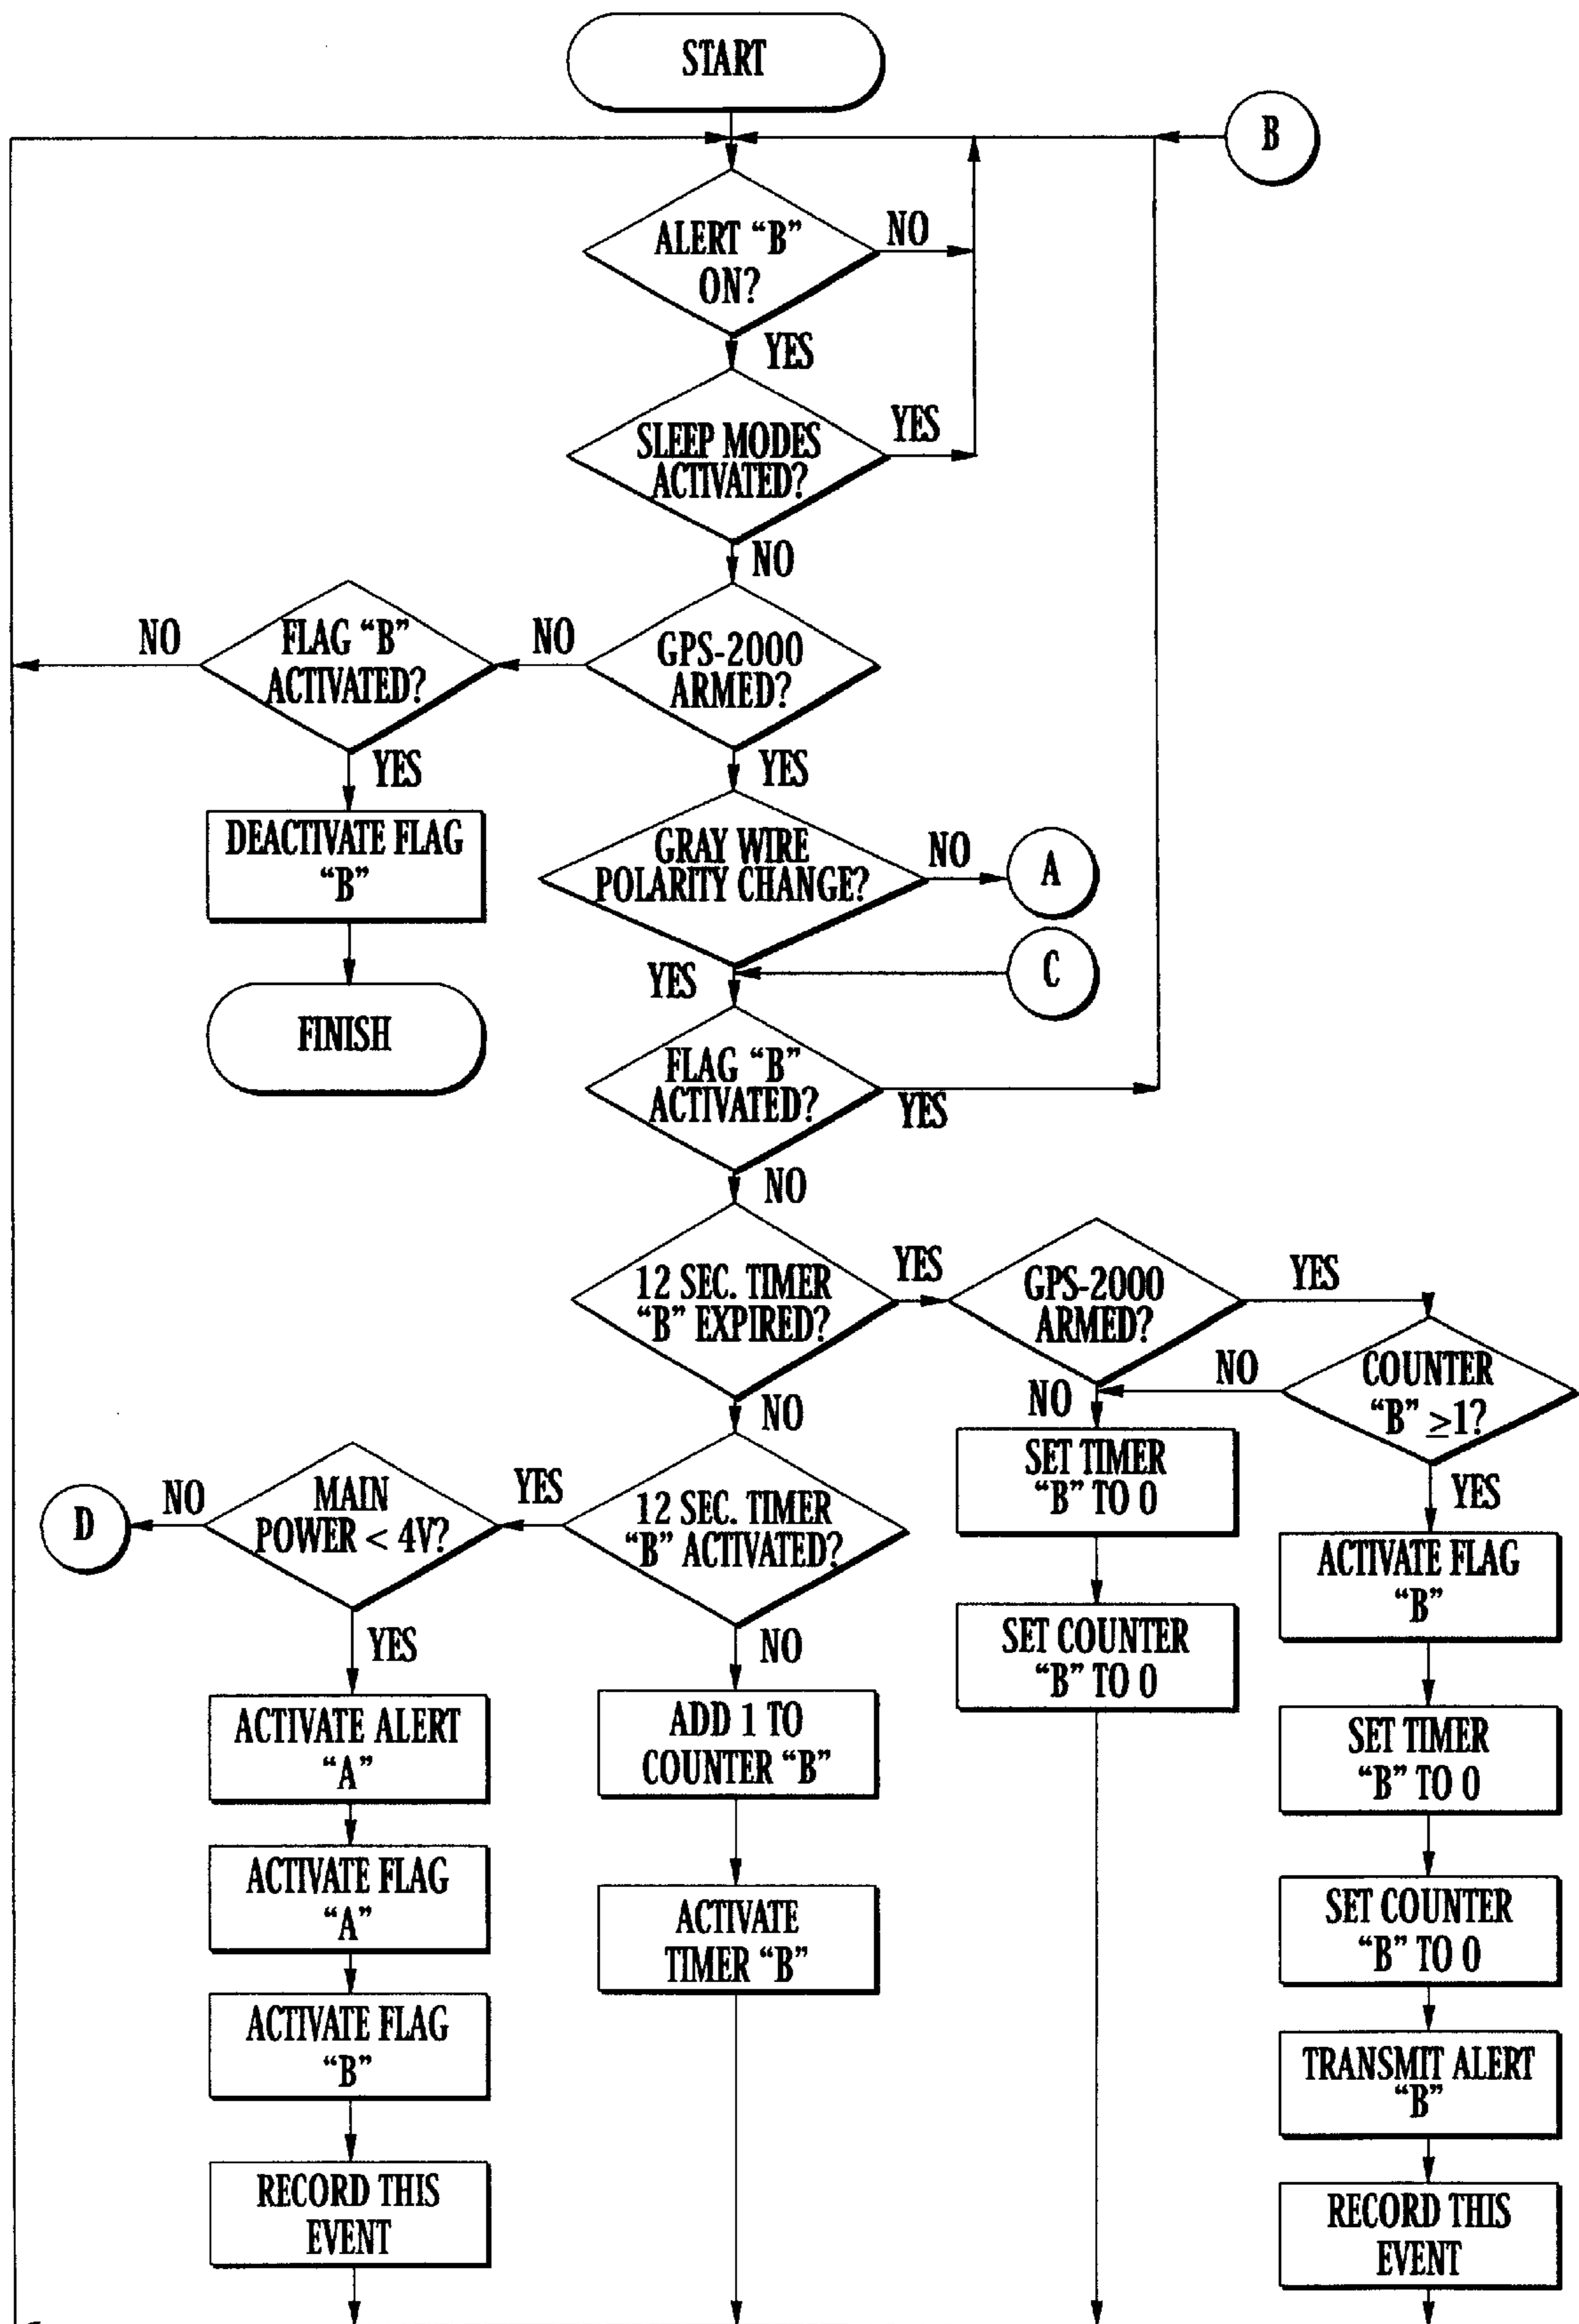 START
B
ALERT “B”
ON?
NO
YES
SLEEP MODES
ACTIVATED?
YES
NO
GPS-2000
ARMED?
NO
FLAG “B”
ACTIVATED?
NO
YES
DEACTIVATE FLAG
“B”
FINISH
YES
GRAY WIRE
POLARITY CHANGE?
NO
A
YES
C
FLAG “B”
ACTIVATED?
YES
NO
12 SEC. TIMER
“B” EXPIRED?
YES
GPS-2000
ARMED?
YES
COUNTER
“B” ≥1?
NO
NO
SET TIMER
“B” TO 0
SET COUNTER
“B” TO 0
YES
ACTIVATE FLAG
“B”
SET TIMER
“B” TO 0
SET COUNTER
“B” TO 0
TRANSMIT ALERT
“B”
RECORD THIS
EVENT
NO
12 SEC. TIMER
“B” ACTIVATED?
YES
MAIN
POWER < 4V?
NO
D
YES
ACTIVATE ALERT
“A”
ACTIVATE FLAG
“A”
ACTIVATE FLAG
“B”
RECORD THIS
EVENT
NO
ADD 1 TO
COUNTER “B”
ACTIVATE
TIMER “B”